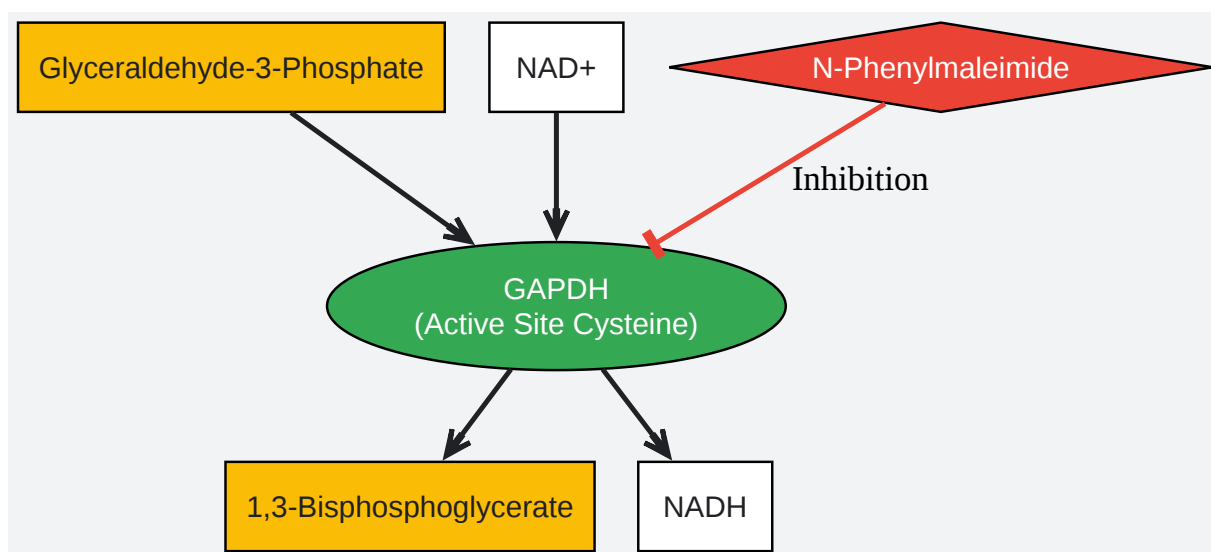 Glyceraldehyde-3-Phosphate
NAD+
N-Phenylmaleimide
Inhibition
GAPDH
(Active Site Cysteine)
1,3-Bisphosphoglycerate
NADH